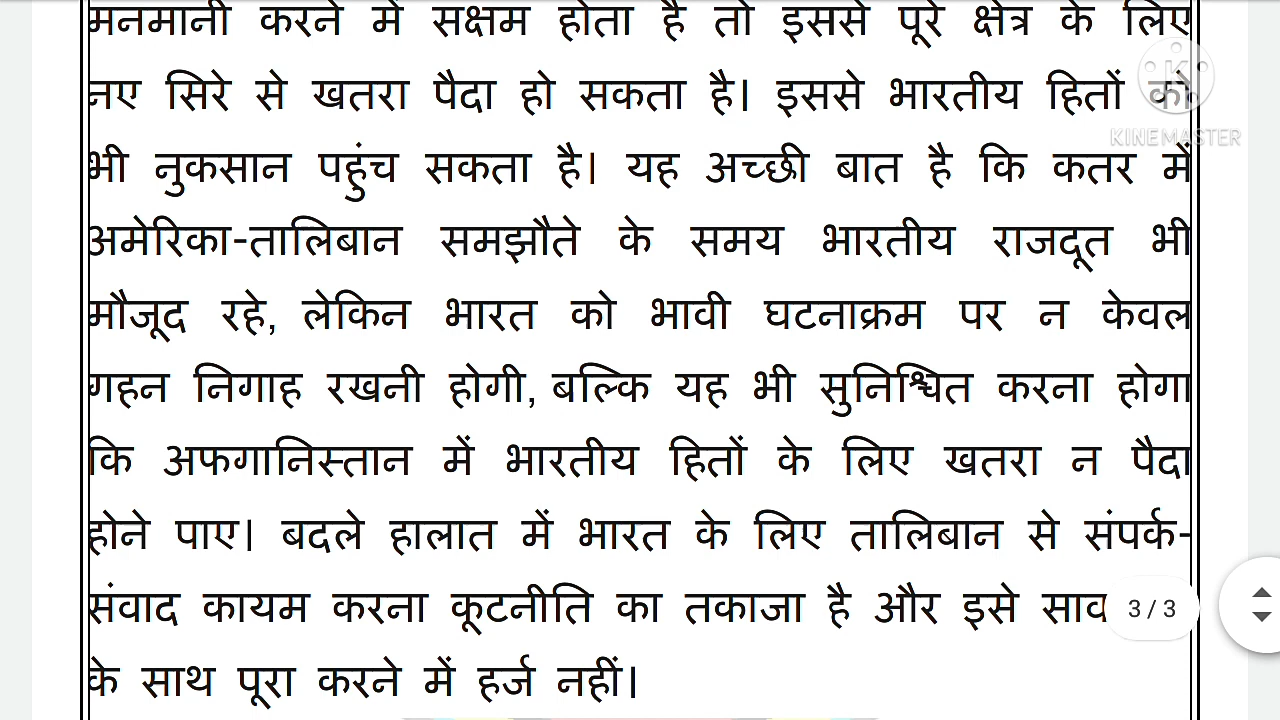 मनमानी करने में सक्षम होता है तो इससे पूरे क्षेत्र के लिए
नए सिरे से खतरा पैदा हो सकता है। इससे भारतीय हितों को
भी नुकसान पहुंच सकता है। यह अच्छी बात है कि कतर में
अमेरिका-तालिबान समझौते के समय भारतीय राजदूत भी
मौजूद रहे, लेकिन भारत को भावी घटनाक्रम पर न केवल
गहन निगाह रखनी होगी, बल्कि यह भी सुनिश्चित करना होगा
कि अफगानिस्तान में भारतीय हितों के लिए खतरा न पैदा
होने पाए। बदले हालात में भारत के लिए तालिबान से संपर्क-
संवाद कायम करना कूटनीति का तकाजा है और इसे
के साथ पूरा करने में हर्ज नहीं।
K
KINEMASTER
3/3